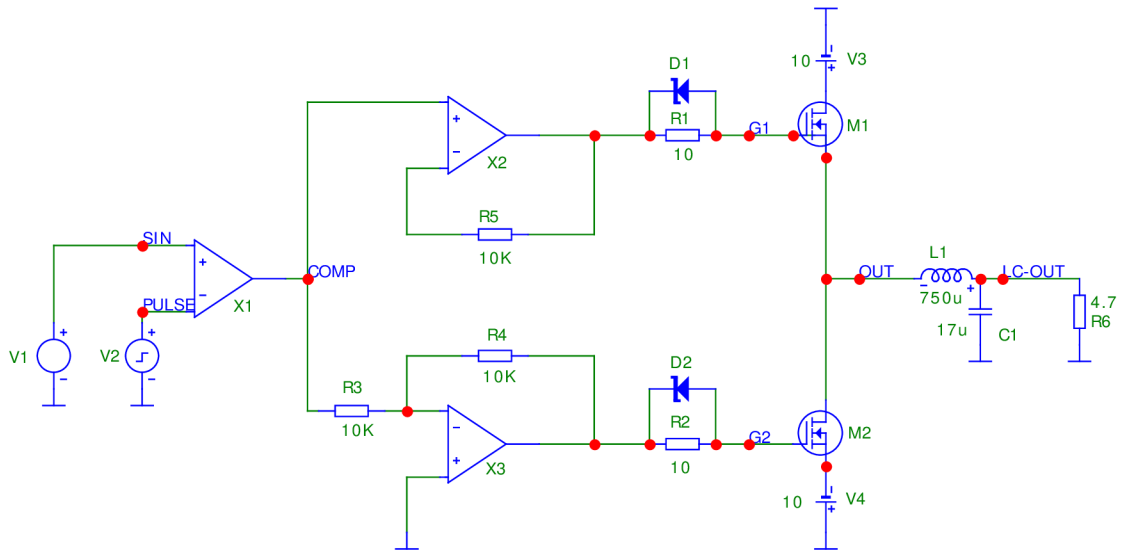 10
V3
D1
R1
G1
M1
10
X2
R5
10K
SIN
COMP
OUT
L1
LC-OUT
750u
PULSE
X1
4.7
R6
17u
C1
V1
V2
R4
10K
D2
R3
10K
R2
G2
M2
X3
10
10
V4